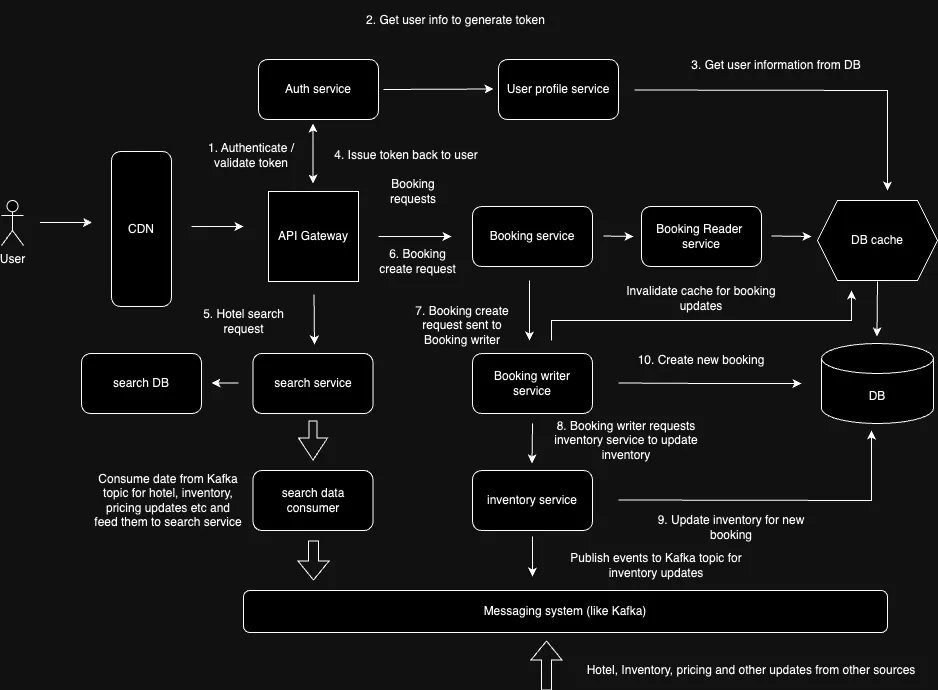 2. Get user info to generate token
3. Get user information from DB
Auth service
User profile service
1. Authenticate /
validate token
4. Issue token back to user
Booking
requests
CDN
API Gateway
Booking service
Booking Reader
service
DB cache
User
6. Booking
create request
Invalidate cache for booking
updates
5. Hotel search
request
7. Booking create
request sent to
Booking writer
10. Create new booking
search DB
search service
Booking writer
service
DB
8. Booking writer requests
inventory service to update
inventory
Consume date from Kafka
topic for hotel, inventory,
pricing updates etc and
feed them to search service
search data
consumer
inventory service
9. Update inventory for new
booking
Publish events to Kafka topic for
inventory updates
Messaging system (like Kafka)
Hotel, Inventory, pricing and other updates from other sources